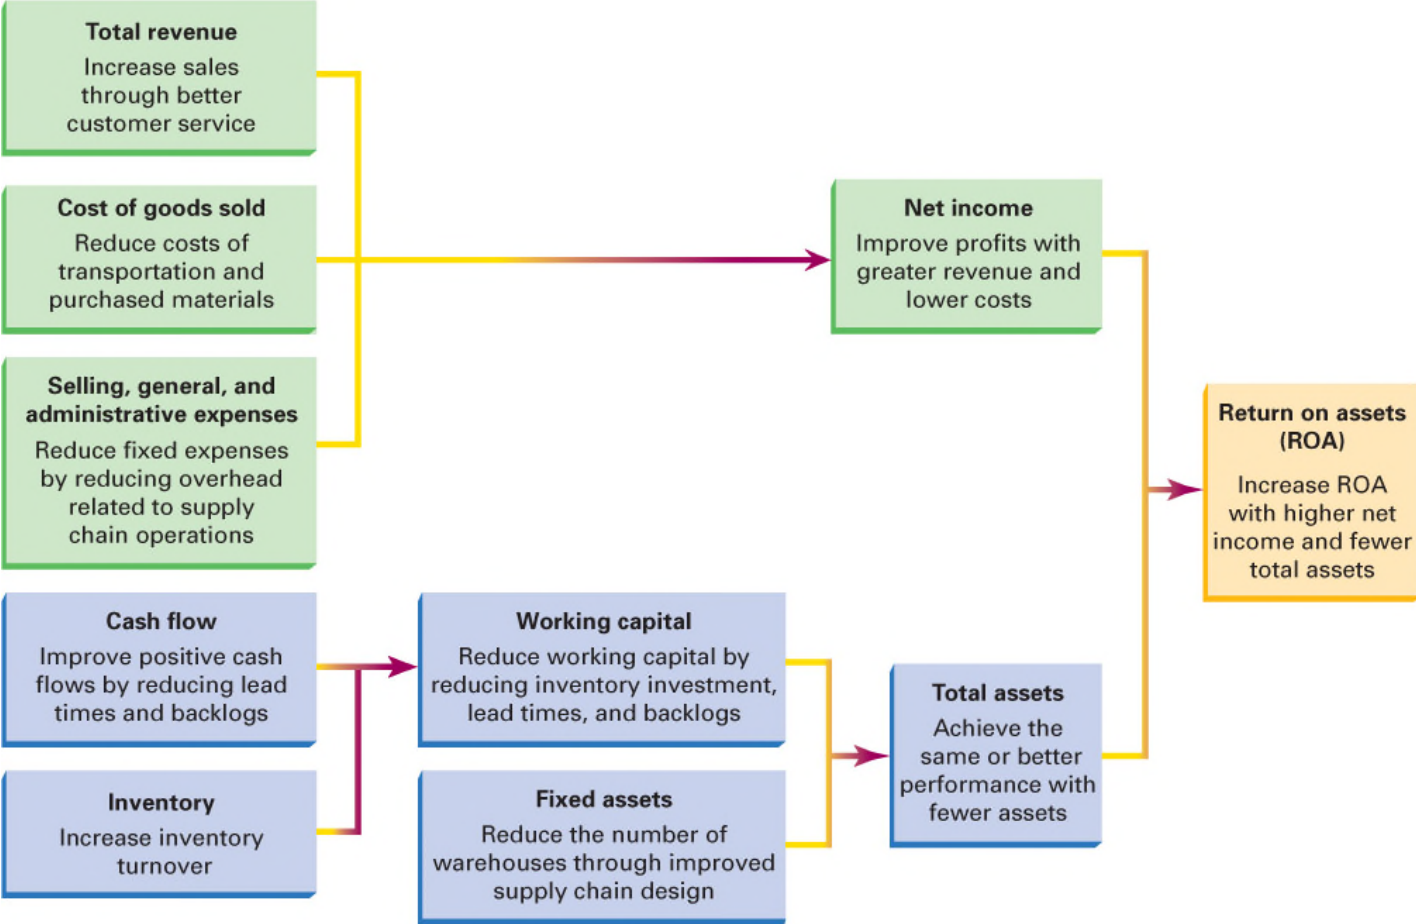 Total revenue
Increase sales
through better
customer service
Cost of goods sold
Reduce costs of
transportation and
purchased materials
Selling, general, and
administrative expenses
Reduce fixed expenses
by reducing overhead
related to supply
chain operations
Net income
Improve profits with
greater revenue and
lower costs
Return on assets
(ROA)
Increase ROA
with higher net
income and fewer
total assets
Cash flow
Improve positive cash
flows by reducing lead
times and backlogs
Inventory
Increase inventory
turnover
Working capital
Reduce working capital by
reducing inventory investment,
lead times, and backlogs
Fixed assets
Reduce the number of
warehouses through improved
supply chain design
Total assets
Achieve the
same or better
performance with
fewer assets